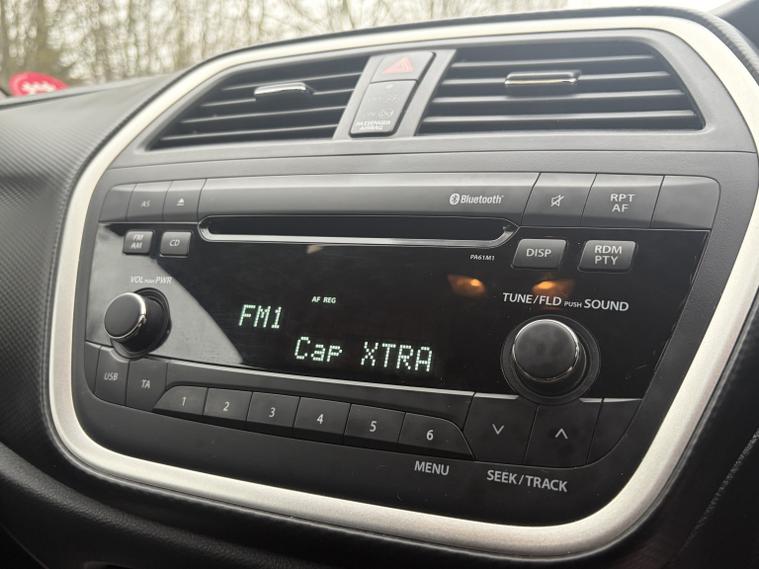 PASSENGER
AIRBAG
AS
Bluetooth®
RPT
AF
FM
AM
CD
PA61M1
DISP
RDM
PTY
VOL PUSH PWR
AF REG
TUNE/FLD PUSH SOUND
FM1
Cap XTRA
USB
TA
1
2
3
4
5
6
MENU
SEEK/TRACK